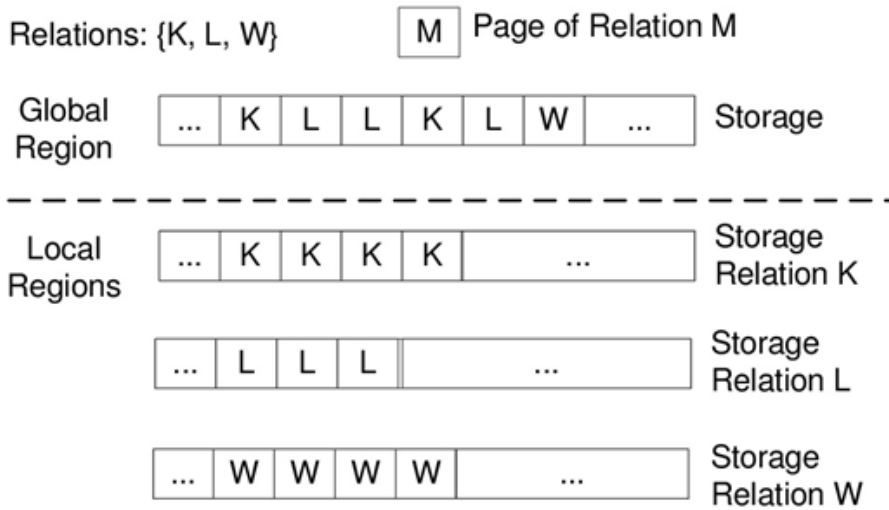 Relations: {K, L, W}
M Page of Relation M
Global
Region
... K L L K L W ...
Storage
Local
Regions
... K K K K ...
Storage
Relation K
... L L L ...
Storage
Relation L
... W W W W ...
Storage
Relation W